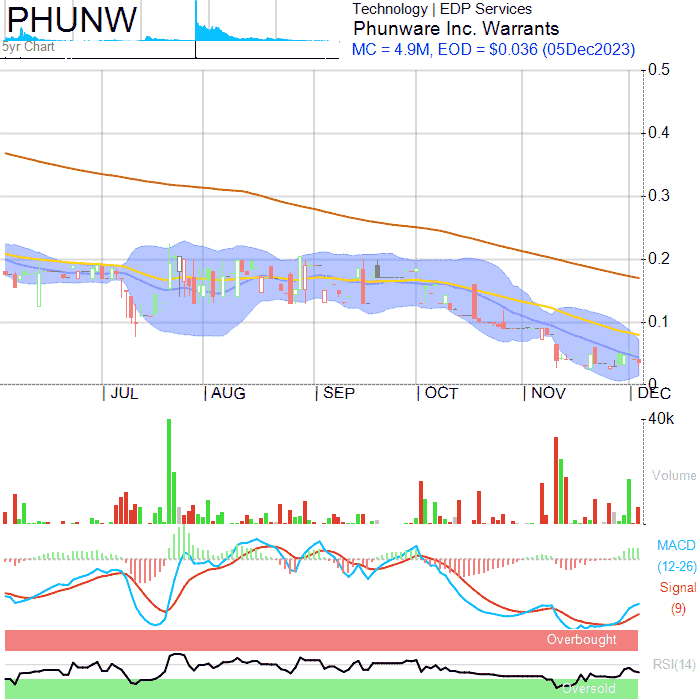 PHUNW
5yr Chart
Technology | EDP Services
Phunware Inc. Warrants
MC = 4.9M, EOD = $0.036 (05Dec2023)
0.5
0.4
0.3
0.2
0.1
0
JUL
AUG
SEP
OCT
NOV
DEC
40k
Volume
MACD
(12-26)
Signal
(9)
Overbought
RSI(14)
Oversold